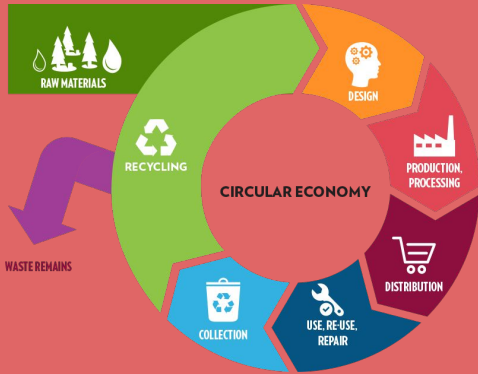 RAW MATERIALS
DESIGN
RECYCLING
PRODUCTION,
PROCESSING
CIRCULAR ECONOMY
WASTE REMAINS
DISTRIBUTION
USE, RE-USE,
REPAIR
COLLECTION